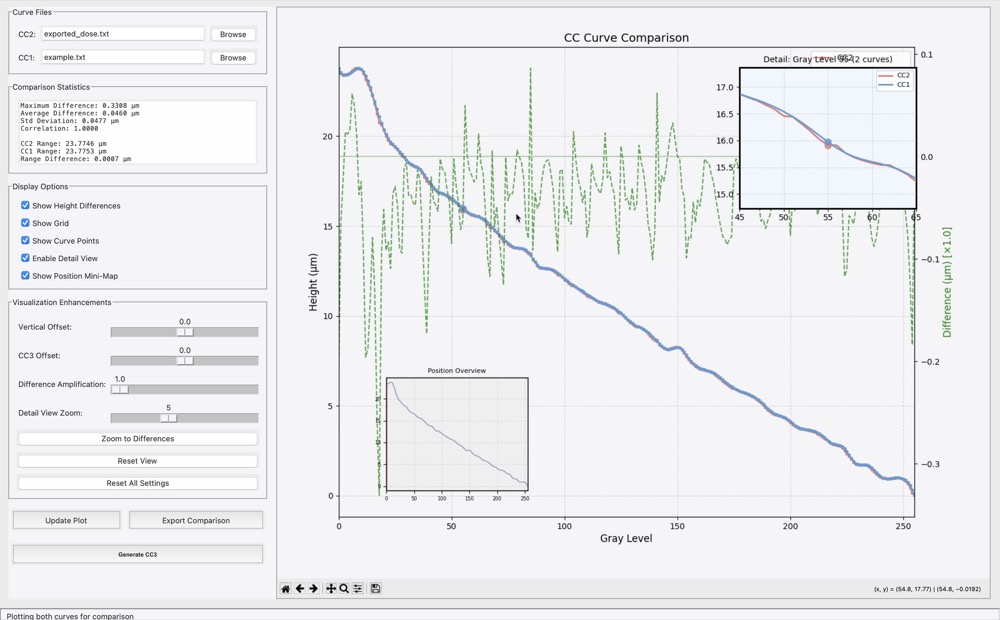 Curve Files
CC2: exported_dose.txt Browse
CC1: example.txt Browse
Comparison Statistics
Maximum Difference: 0.3308 μm
Average Difference: 0.0460 μm
Std Deviation: 0.0477 μm
Correlation: 1.0000
CC2 Range: 23.7746 μm
CC1 Range: 23.7753 μm
Range Difference: 0.0007 μm
Display Options
Show Height Differences
Show Grid
Show Curve Points
Enable Detail View
Show Position Mini-Map
Visualization Enhancements
Vertical Offset: 0.0
CC3 Offset: 0.0
Difference Amplification: 1.0
Detail View Zoom: 5
Zoom to Differences
Reset View
Reset All Settings
Update Plot Export Comparison
Generate CC3
CC Curve Comparison
Height (μm)
20
15
10
5
0
0 50 100 150 200 250
Gray Level
0.1
0.0
−0.1
−0.2
−0.3
Difference (μm) [×1.0]
CC2
Detail: Gray Level 55 (2 curves)
CC2
CC1
17.0
16.5
16.0
15.5
15.0
45 50 55 60 65
Position Overview
0 50 100 150 200 250
(x, y) = (54.8, 17.77) | (54.8, −0.0192)
Plotting both curves for comparison